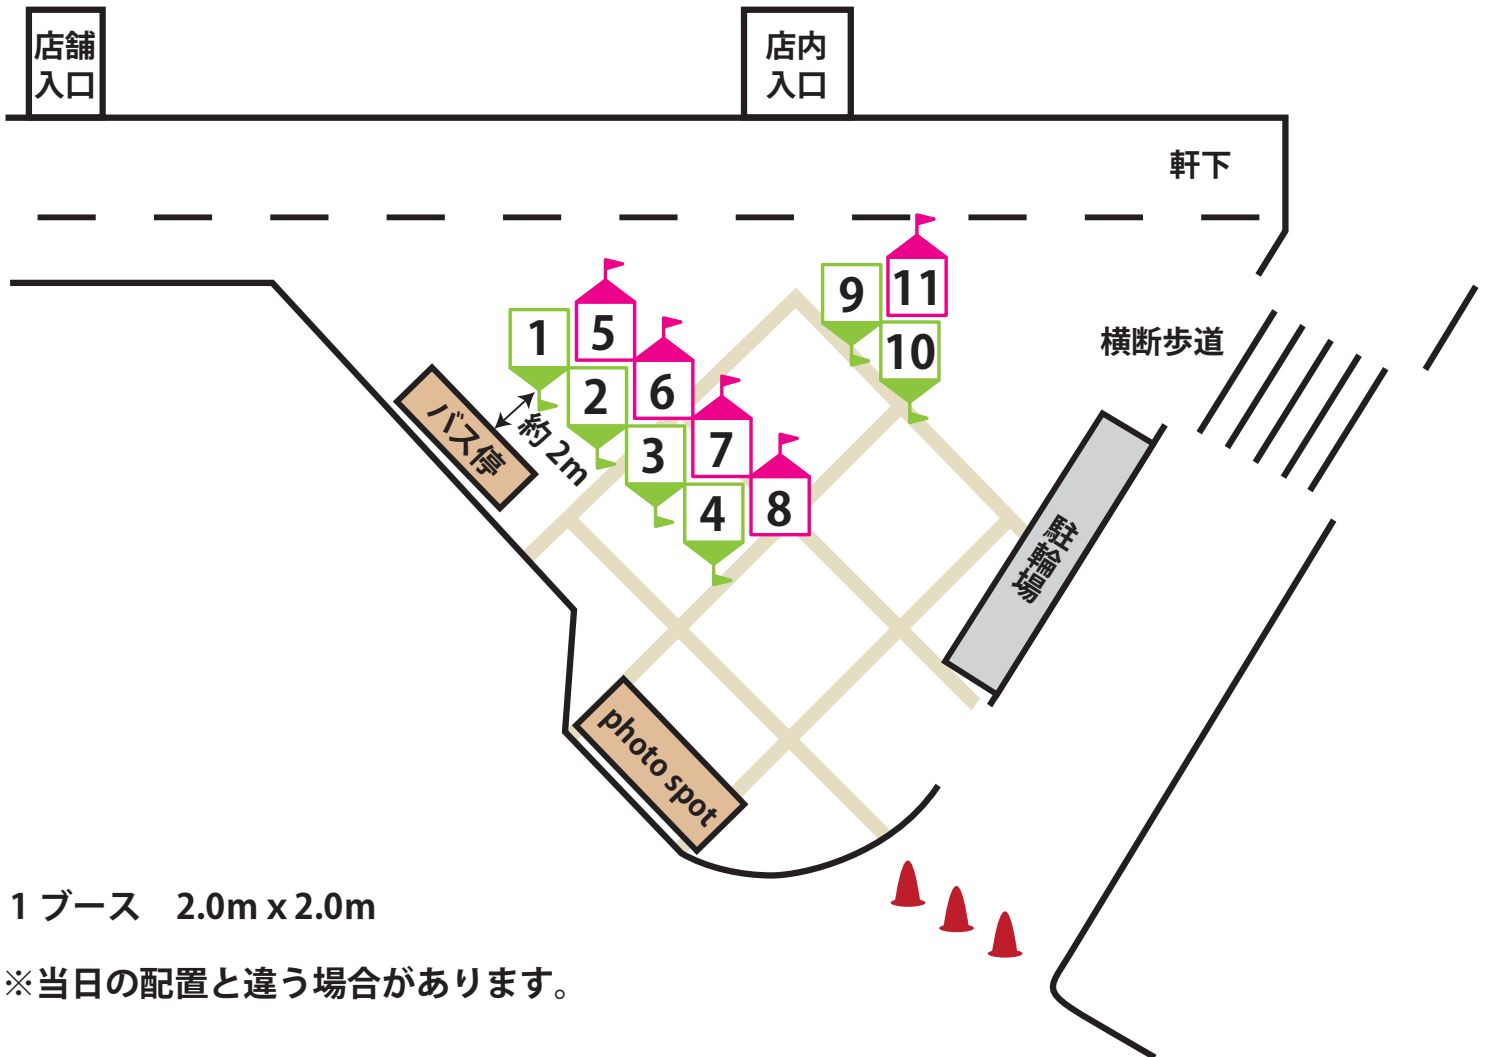 店舗
入口
店内
入口
軒下
11
9
1
5
10
横断歩道
2
6
バス停
約 2m
3
7
4
8
駐輪場
photo spot
1 ブース　2.0m x 2.0m
※当日の配置と違う場合があります。